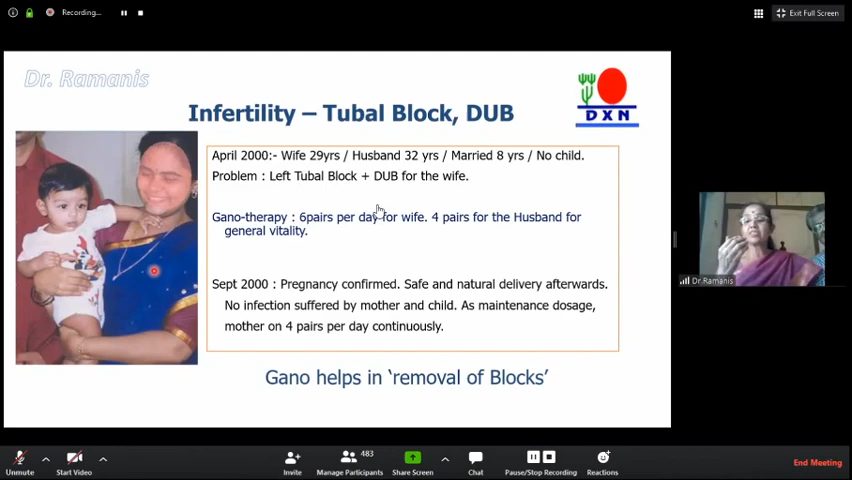 Recording...
Exit Full Screen
Dr. Ramanis
DXN
Infertility – Tubal Block, DUB
April 2000:- Wife 29yrs / Husband 32 yrs / Married 8 yrs / No child.
Problem : Left Tubal Block + DUB for the wife.
Gano-therapy : 6pairs per day for wife. 4 pairs for the Husband for
general vitality.
Sept 2000 : Pregnancy confirmed. Safe and natural delivery afterwards.
No infection suffered by mother and child. As maintenance dosage,
mother on 4 pairs per day continuously.
Gano helps in ‘removal of Blocks’
Dr.Ramanis
Unmute
Start Video
Invite
483
Manage Participants
Share Screen
Chat
Pause/Stop Recording
Reactions
End Meeting